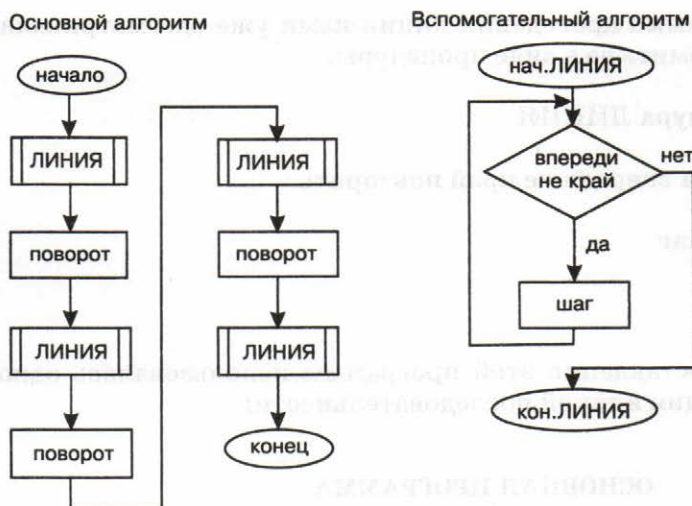 Основной алгоритм
начало
ЛИНИЯ
поворот
ЛИНИЯ
поворот
ЛИНИЯ
поворот
ЛИНИЯ
конец
Вспомогательный алгоритм
нач.ЛИНИЯ
впереди
не край
нет
да
шаг
кон.ЛИНИЯ